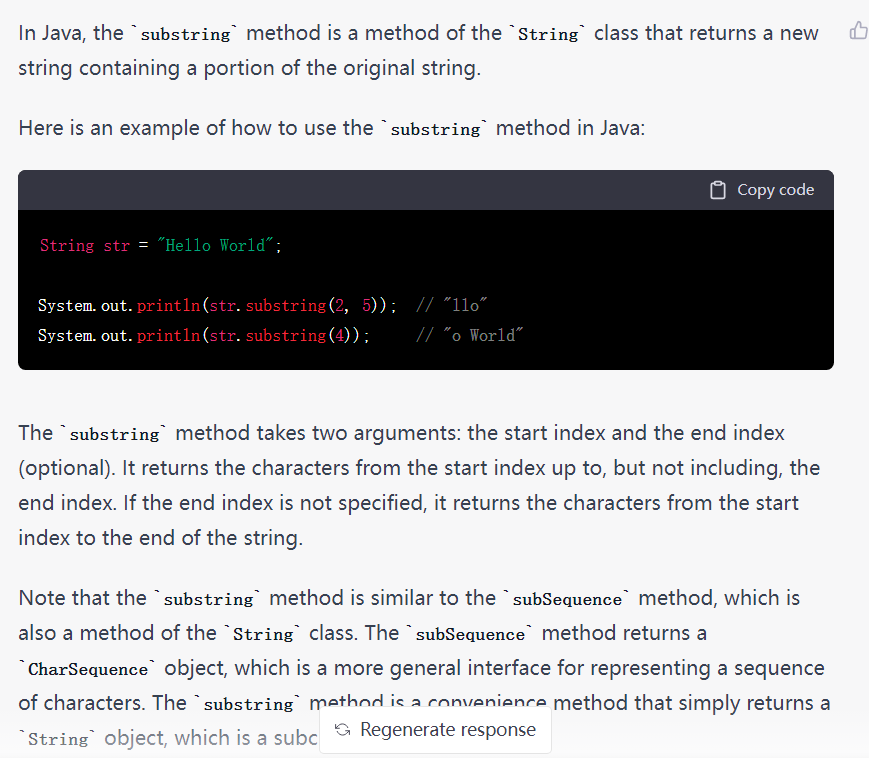 In Java, the `substring` method is a method of the `String` class that returns a new
string containing a portion of the original string.
Here is an example of how to use the `substring` method in Java:
Copy code
String str = "Hello World";
System.out.println(str.substring(2, 5));  // "llo"
System.out.println(str.substring(4));     // "o World"
The `substring` method takes two arguments: the start index and the end index
(optional). It returns the characters from the start index up to, but not including, the
end index. If the end index is not specified, it returns the characters from the start
index to the end of the string.
Note that the `substring` method is similar to the `subSequence` method, which is
also a method of the `String` class. The `subSequence` method returns a
`CharSequence` object, which is a more general interface for representing a sequence
of characters. The `substring` method is a convenience method that simply returns a
`String` object, which is a subc
Regenerate response